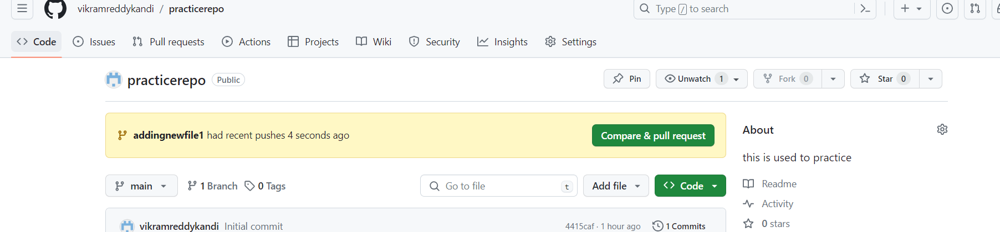 vikramreddykandi / practicerepo
Type / to search
Code Issues Pull requests Actions Projects Wiki Security Insights Settings
practicerepo Public
Pin Unwatch 1 Fork 0 Star 0
addingnewfile1 had recent pushes 4 seconds ago
Compare & pull request
main 1 Branch 0 Tags
Go to file t
Add file
Code
vikramreddykandi Initial commit 4415caf · 1 hour ago 1 Commits
About
this is used to practice
Readme
Activity
0 stars